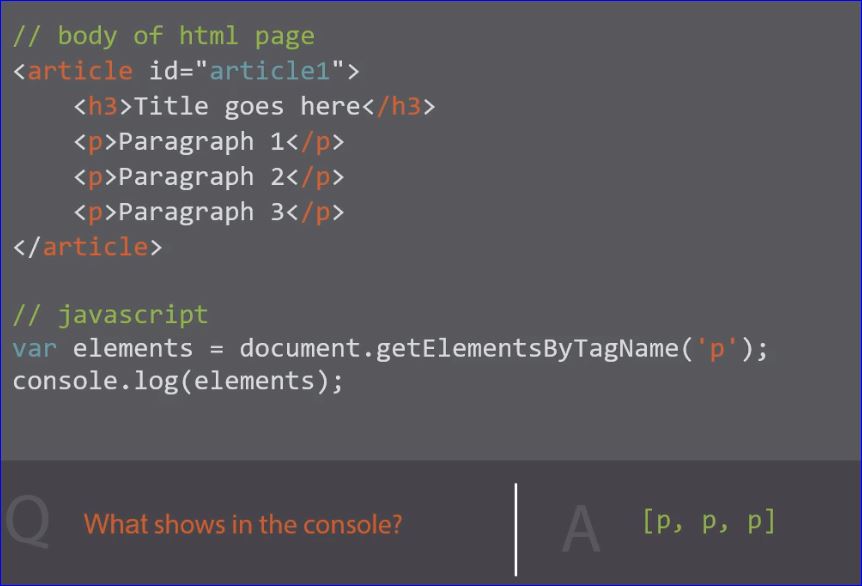 // body of html page
<article id="article1">
    <h3>Title goes here</h3>
    <p>Paragraph 1</p>
    <p>Paragraph 2</p>
    <p>Paragraph 3</p>
</article>
// javascript
var elements = document.getElementsByTagName('p');
console.log(elements);
Q What shows in the console?
A [p, p, p]